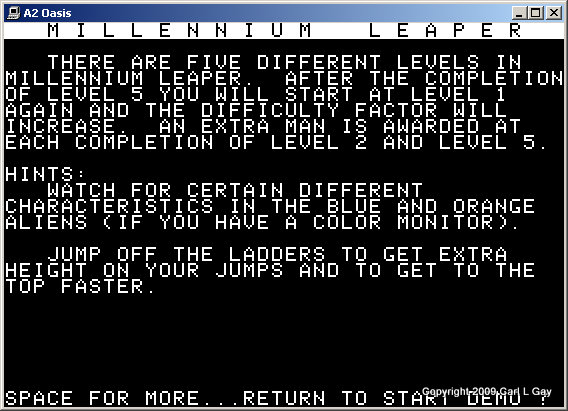 A2 Oasis
MILLENNIUM LEAPER
THERE ARE FIVE DIFFERENT LEVELS IN
MILLENNIUM LEAPER. AFTER THE COMPLETION
OF LEVEL 5 YOU WILL START AT LEVEL 1
AGAIN AND THE DIFFICULTY FACTOR WILL
INCREASE. AN EXTRA MAN IS AWARDED AT
EACH COMPLETION OF LEVEL 2 AND LEVEL 5.
HINTS:
WATCH FOR CERTAIN DIFFERENT
CHARACTERISTICS IN THE BLUE AND ORANGE
ALIENS (IF YOU HAVE A COLOR MONITOR).
JUMP OFF THE LADDERS TO GET EXTRA
HEIGHT ON YOUR JUMPS AND TO GET TO THE
TOP FASTER.
Copyright 2009 Carl L Gay
SPACE FOR MORE...RETURN TO START DEMO ?